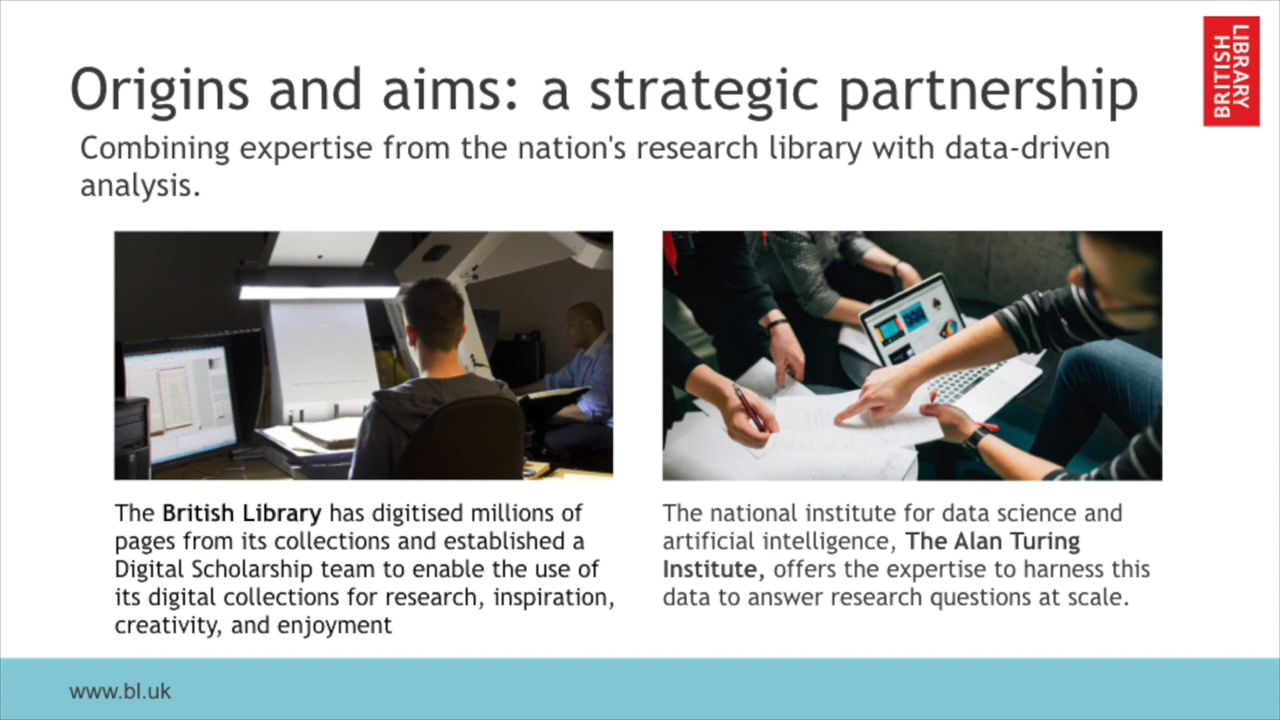 LIBRARY
BRITISH
Origins and aims: a strategic partnership
Combining expertise from the nation's research library with data-driven
analysis.
The British Library has digitised millions of
pages from its collections and established a
Digital Scholarship team to enable the use of
its digital collections for research, inspiration,
creativity, and enjoyment
The national institute for data science and
artificial intelligence, The Alan Turing
Institute, offers the expertise to harness this
data to answer research questions at scale.
www.bl.uk